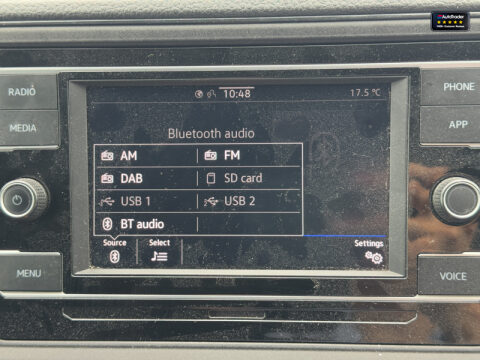 AutoTrader
RADIO
MEDIA
MENU
10:48
17.5 °C
Bluetooth audio
AM
FM
DAB
SD card
USB 1
USB 2
BT audio
Source
Select
Settings
PHONE
APP
VOICE